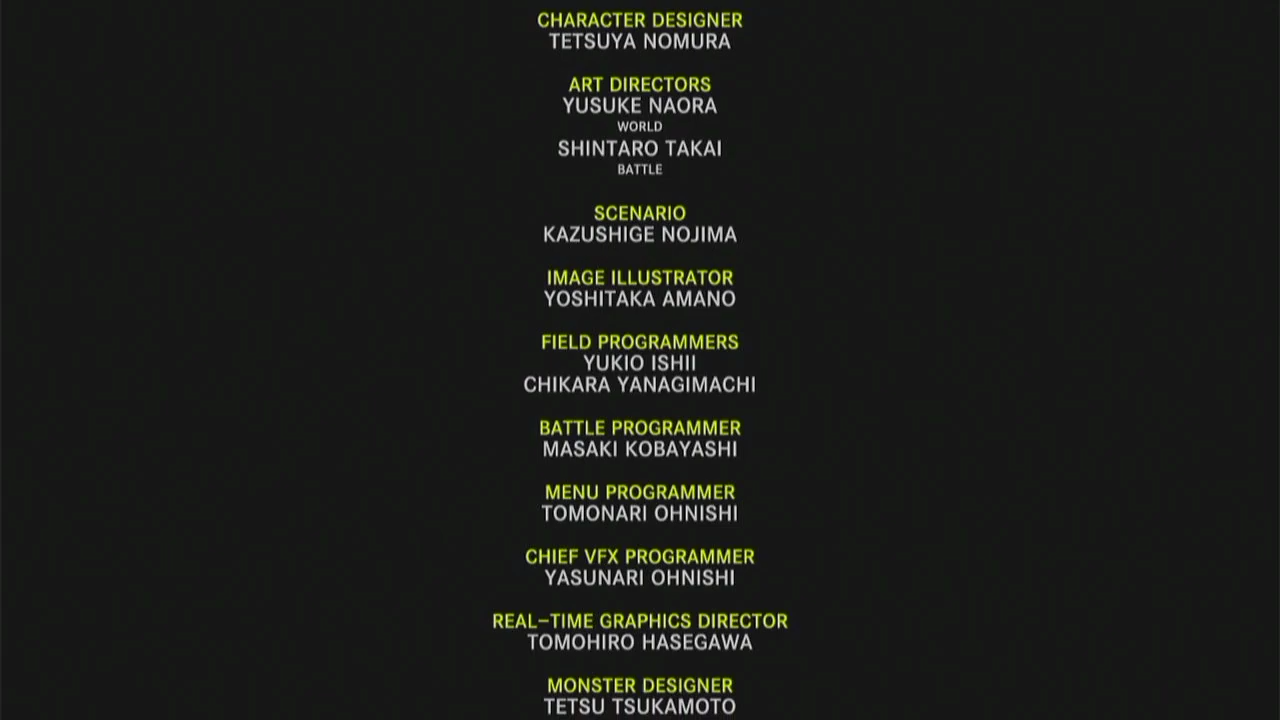 CHARACTER DESIGNER
TETSUYA NOMURA
ART DIRECTORS
YUSUKE NAORA
WORLD
SHINTARO TAKAI
BATTLE
SCENARIO
KAZUSHIGE NOJIMA
IMAGE ILLUSTRATOR
YOSHITAKA AMANO
FIELD PROGRAMMERS
YUKIO ISHII
CHIKARA YANAGIMACHI
BATTLE PROGRAMMER
MASAKI KOBAYASHI
MENU PROGRAMMER
TOMONARI OHNISHI
CHIEF VFX PROGRAMMER
YASUNARI OHNISHI
REAL-TIME GRAPHICS DIRECTOR
TOMOHIRO HASEGAWA
MONSTER DESIGNER
TETSU TSUKAMOTO